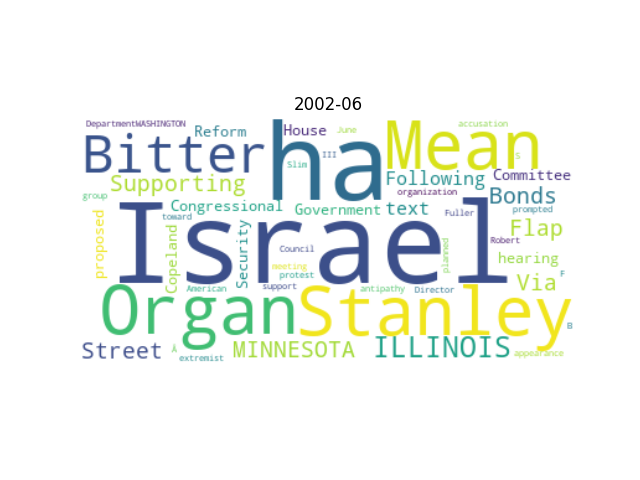 2002-06
DepartmentWASHINGTON Reform House June accusation
Bitter ha Mean
Slim III S
Supporting Following Committee
group organization Bonds
Congressional Government text Fuller prompted
proposed toward Flap
Copeland Security Council Robert
hearing
meeting planned
protest Via F
American support antipathy Director
Israel
Organ Stanley
B
Street Å MINNESOTA ILLINOIS
extremist appearance